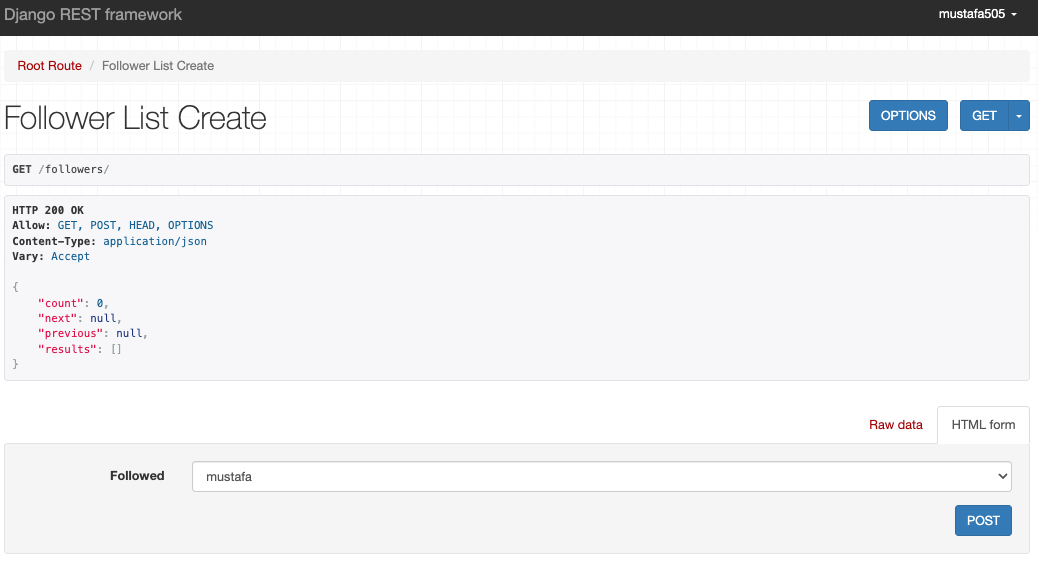 Django REST framework
mustafa505
Root Route / Follower List Create
Follower List Create
OPTIONS
GET
GET /followers/
HTTP 200 OK
Allow: GET, POST, HEAD, OPTIONS
Content-Type: application/json
Vary: Accept
{
    "count": 0,
    "next": null,
    "previous": null,
    "results": []
}
Raw data
HTML form
Followed
mustafa
POST